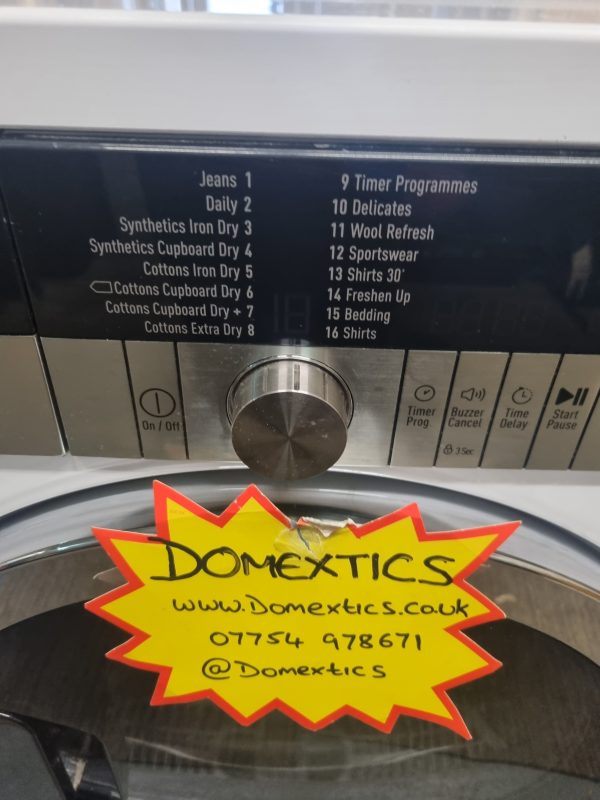 Jeans 1
Daily 2
Synthetics Iron Dry 3
Synthetics Cupboard Dry 4
Cottons Iron Dry 5
Cottons Cupboard Dry 6
Cottons Cupboard Dry + 7
Cottons Extra Dry 8
9 Timer Programmes
10 Delicates
11 Wool Refresh
12 Sportswear
13 Shirts 30'
14 Freshen Up
15 Bedding
16 Shirts
On / Off
Timer
Prog.
Buzzer
Cancel
3 Sec
Time
Delay
Start
Pause
DOMEXTICS
www.Domextics.co.uk
07754 978671
@Domextics